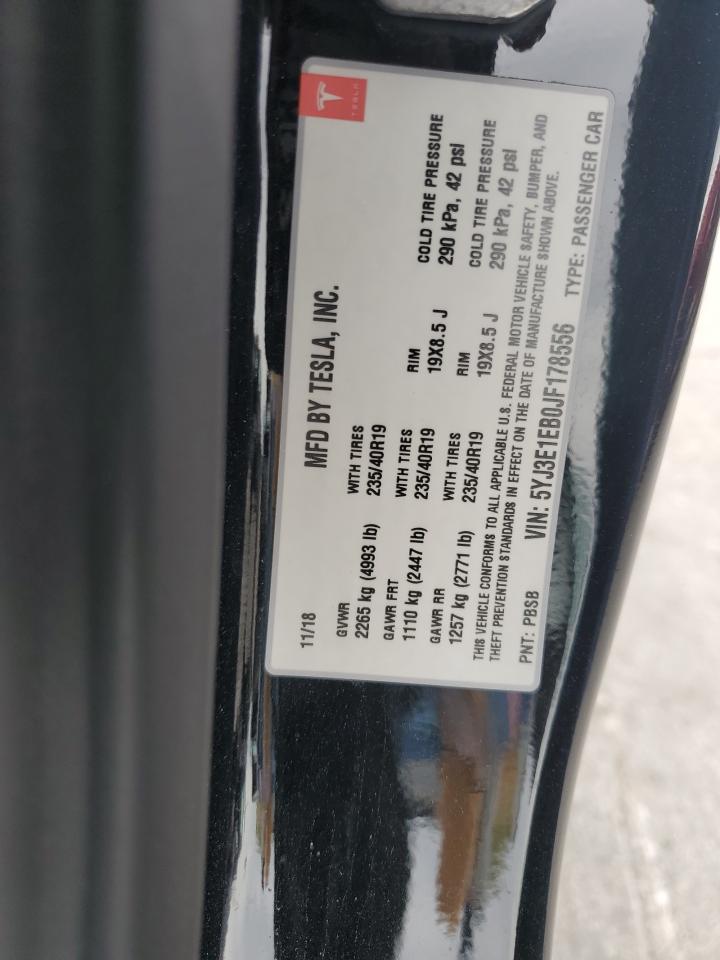 TESLA
MFD BY TESLA, INC.
11/18
GVWR WITH TIRES RIM COLD TIRE PRESSURE
2265 kg (4993 lb) 235/40R19
GAWR FRT WITH TIRES RIM COLD TIRE PRESSURE
1110 kg (2447 lb) 235/40R19 19X8.5 J 290 kPa, 42 psi
GAWR RR WITH TIRES RIM COLD TIRE PRESSURE
1257 kg (2771 lb) 235/40R19 19X8.5 J 290 kPa, 42 psi
THIS VEHICLE CONFORMS TO ALL APPLICABLE U.S. FEDERAL MOTOR VEHICLE SAFETY, BUMPER, AND
THEFT PREVENTION STANDARDS IN EFFECT ON THE DATE OF MANUFACTURE SHOWN ABOVE.
PNT: PBSB VIN: 5YJ3E1EB0JF178556 TYPE: PASSENGER CAR